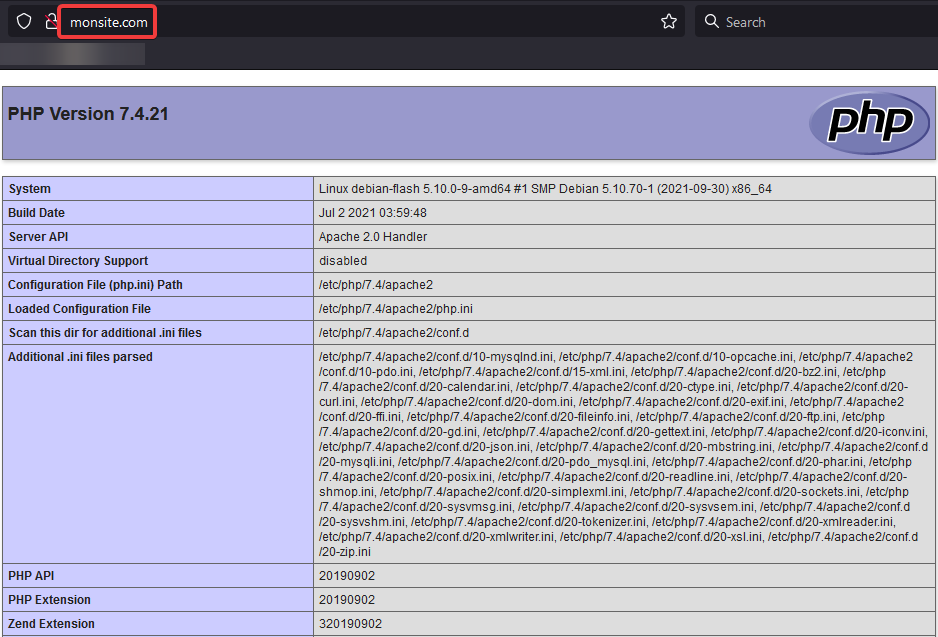 monsite.com
Search
PHP Version 7.4.21
php
System Linux debian-flash 5.10.0-9-amd64 #1 SMP Debian 5.10.70-1 (2021-09-30) x86_64
Build Date Jul 2 2021 03:59:48
Server API Apache 2.0 Handler
Virtual Directory Support disabled
Configuration File (php.ini) Path /etc/php/7.4/apache2
Loaded Configuration File /etc/php/7.4/apache2/php.ini
Scan this dir for additional .ini files /etc/php/7.4/apache2/conf.d
Additional .ini files parsed /etc/php/7.4/apache2/conf.d/10-mysqlnd.ini, /etc/php/7.4/apache2/conf.d/10-opcache.ini, /etc/php/7.4/apache2
/conf.d/10-pdo.ini, /etc/php/7.4/apache2/conf.d/15-xml.ini, /etc/php/7.4/apache2/conf.d/20-bz2.ini, /etc/php
/7.4/apache2/conf.d/20-calendar.ini, /etc/php/7.4/apache2/conf.d/20-ctype.ini, /etc/php/7.4/apache2/conf.d/20-
curl.ini, /etc/php/7.4/apache2/conf.d/20-dom.ini, /etc/php/7.4/apache2/conf.d/20-exif.ini, /etc/php/7.4/apache2
/conf.d/20-ffi.ini, /etc/php/7.4/apache2/conf.d/20-fileinfo.ini, /etc/php/7.4/apache2/conf.d/20-ftp.ini, /etc/php
/7.4/apache2/conf.d/20-gd.ini, /etc/php/7.4/apache2/conf.d/20-gettext.ini, /etc/php/7.4/apache2/conf.d/20-iconv.ini,
/etc/php/7.4/apache2/conf.d/20-json.ini, /etc/php/7.4/apache2/conf.d/20-mbstring.ini, /etc/php/7.4/apache2/conf.d
/20-mysqli.ini, /etc/php/7.4/apache2/conf.d/20-pdo_mysql.ini, /etc/php/7.4/apache2/conf.d/20-phar.ini, /etc/php
/7.4/apache2/conf.d/20-posix.ini, /etc/php/7.4/apache2/conf.d/20-readline.ini, /etc/php/7.4/apache2/conf.d/20-
shmop.ini, /etc/php/7.4/apache2/conf.d/20-simplexml.ini, /etc/php/7.4/apache2/conf.d/20-sockets.ini, /etc/php
/7.4/apache2/conf.d/20-sysvmsg.ini, /etc/php/7.4/apache2/conf.d/20-sysvsem.ini, /etc/php/7.4/apache2/conf.d
/20-sysvshm.ini, /etc/php/7.4/apache2/conf.d/20-tokenizer.ini, /etc/php/7.4/apache2/conf.d/20-xmlreader.ini,
/etc/php/7.4/apache2/conf.d/20-xmlwriter.ini, /etc/php/7.4/apache2/conf.d/20-xsl.ini, /etc/php/7.4/apache2/conf.d
/20-zip.ini
PHP API 20190902
PHP Extension 20190902
Zend Extension 320190902